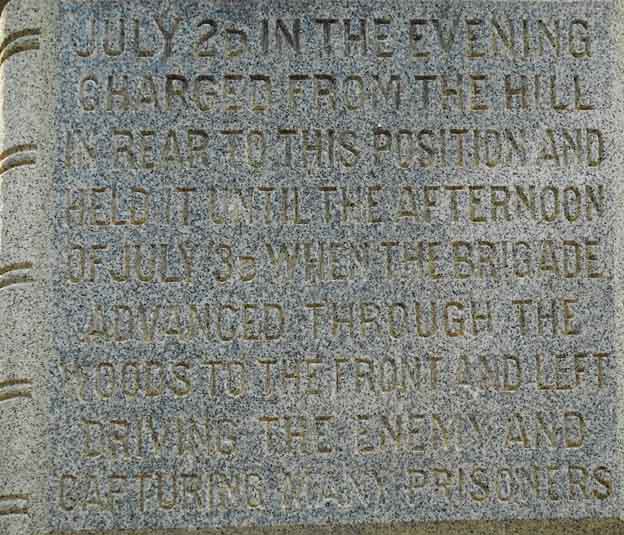 JULY 2D IN THE EVENING
CHARGED FROM THE HILL
IN REAR TO THIS POSITION AND
HELD IT UNTIL THE AFTERNOON
OF JULY 3D WHEN THE BRIGADE
ADVANCED THROUGH THE
WOODS TO THE FRONT AND LEFT
DRIVING THE ENEMY AND
CAPTURING MANY PRISONERS